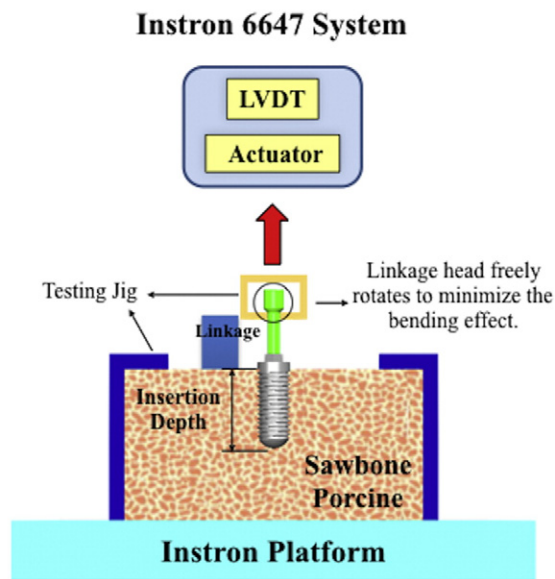 Instron 6647 System
LVDT
Actuator
Testing Jig
Linkage head freely
rotates to minimize the
bending effect.
Linkage
Insertion
Depth
Sawbone
Porcine
Instron Platform